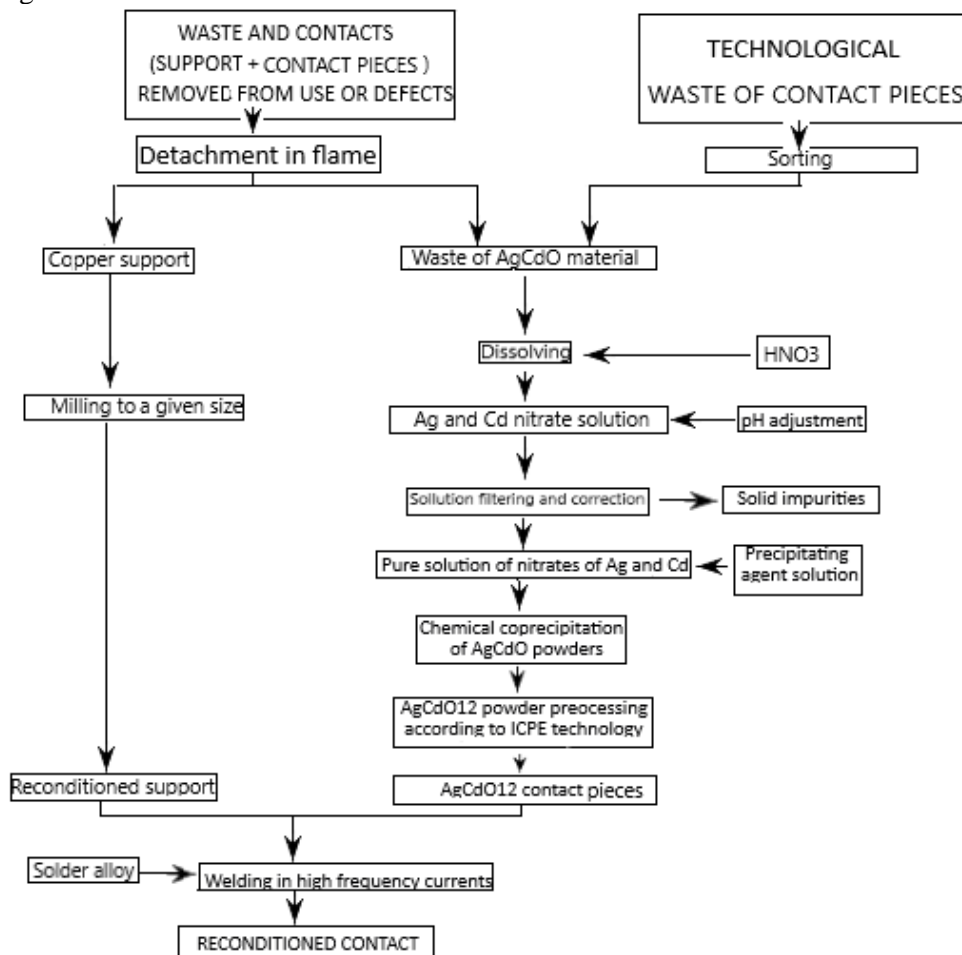 WASTE AND CONTACTS
(SUPPORT + CONTACT PIECES )
REMOVED FROM USE OR DEFECTS
TECHNOLOGICAL
WASTE OF CONTACT PIECES
Detachment in flame
Sorting
Copper support
Waste of AgCdO material
Dissolving
HNO3
Milling to a given size
Ag and Cd nitrate solution
pH adjustment
Sollution filtering and correction
Solid impurities
Pure solution of nitrates of Ag and Cd
Precipitating
agent solution
Chemical coprecipitation
of AgCdO powders
AgCdO12 powder preocessing
according to ICPE technology
Reconditioned support
AgCdO12 contact pieces
Solder alloy
Welding in high frequency currents
RECONDITIONED CONTACT